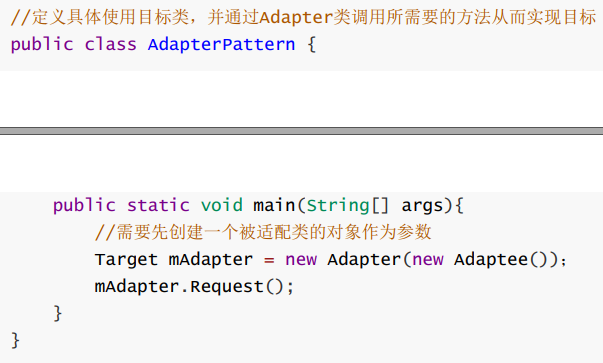 //定义具体使用目标类，并通过Adapter类调用所需要的方法从而实现目标
public class AdapterPattern {
    public static void main(String[] args){
        //需要先创建一个被适配类的对象作为参数
        Target mAdapter = new Adapter(new Adaptee())；
        mAdapter.Request();
    }
}